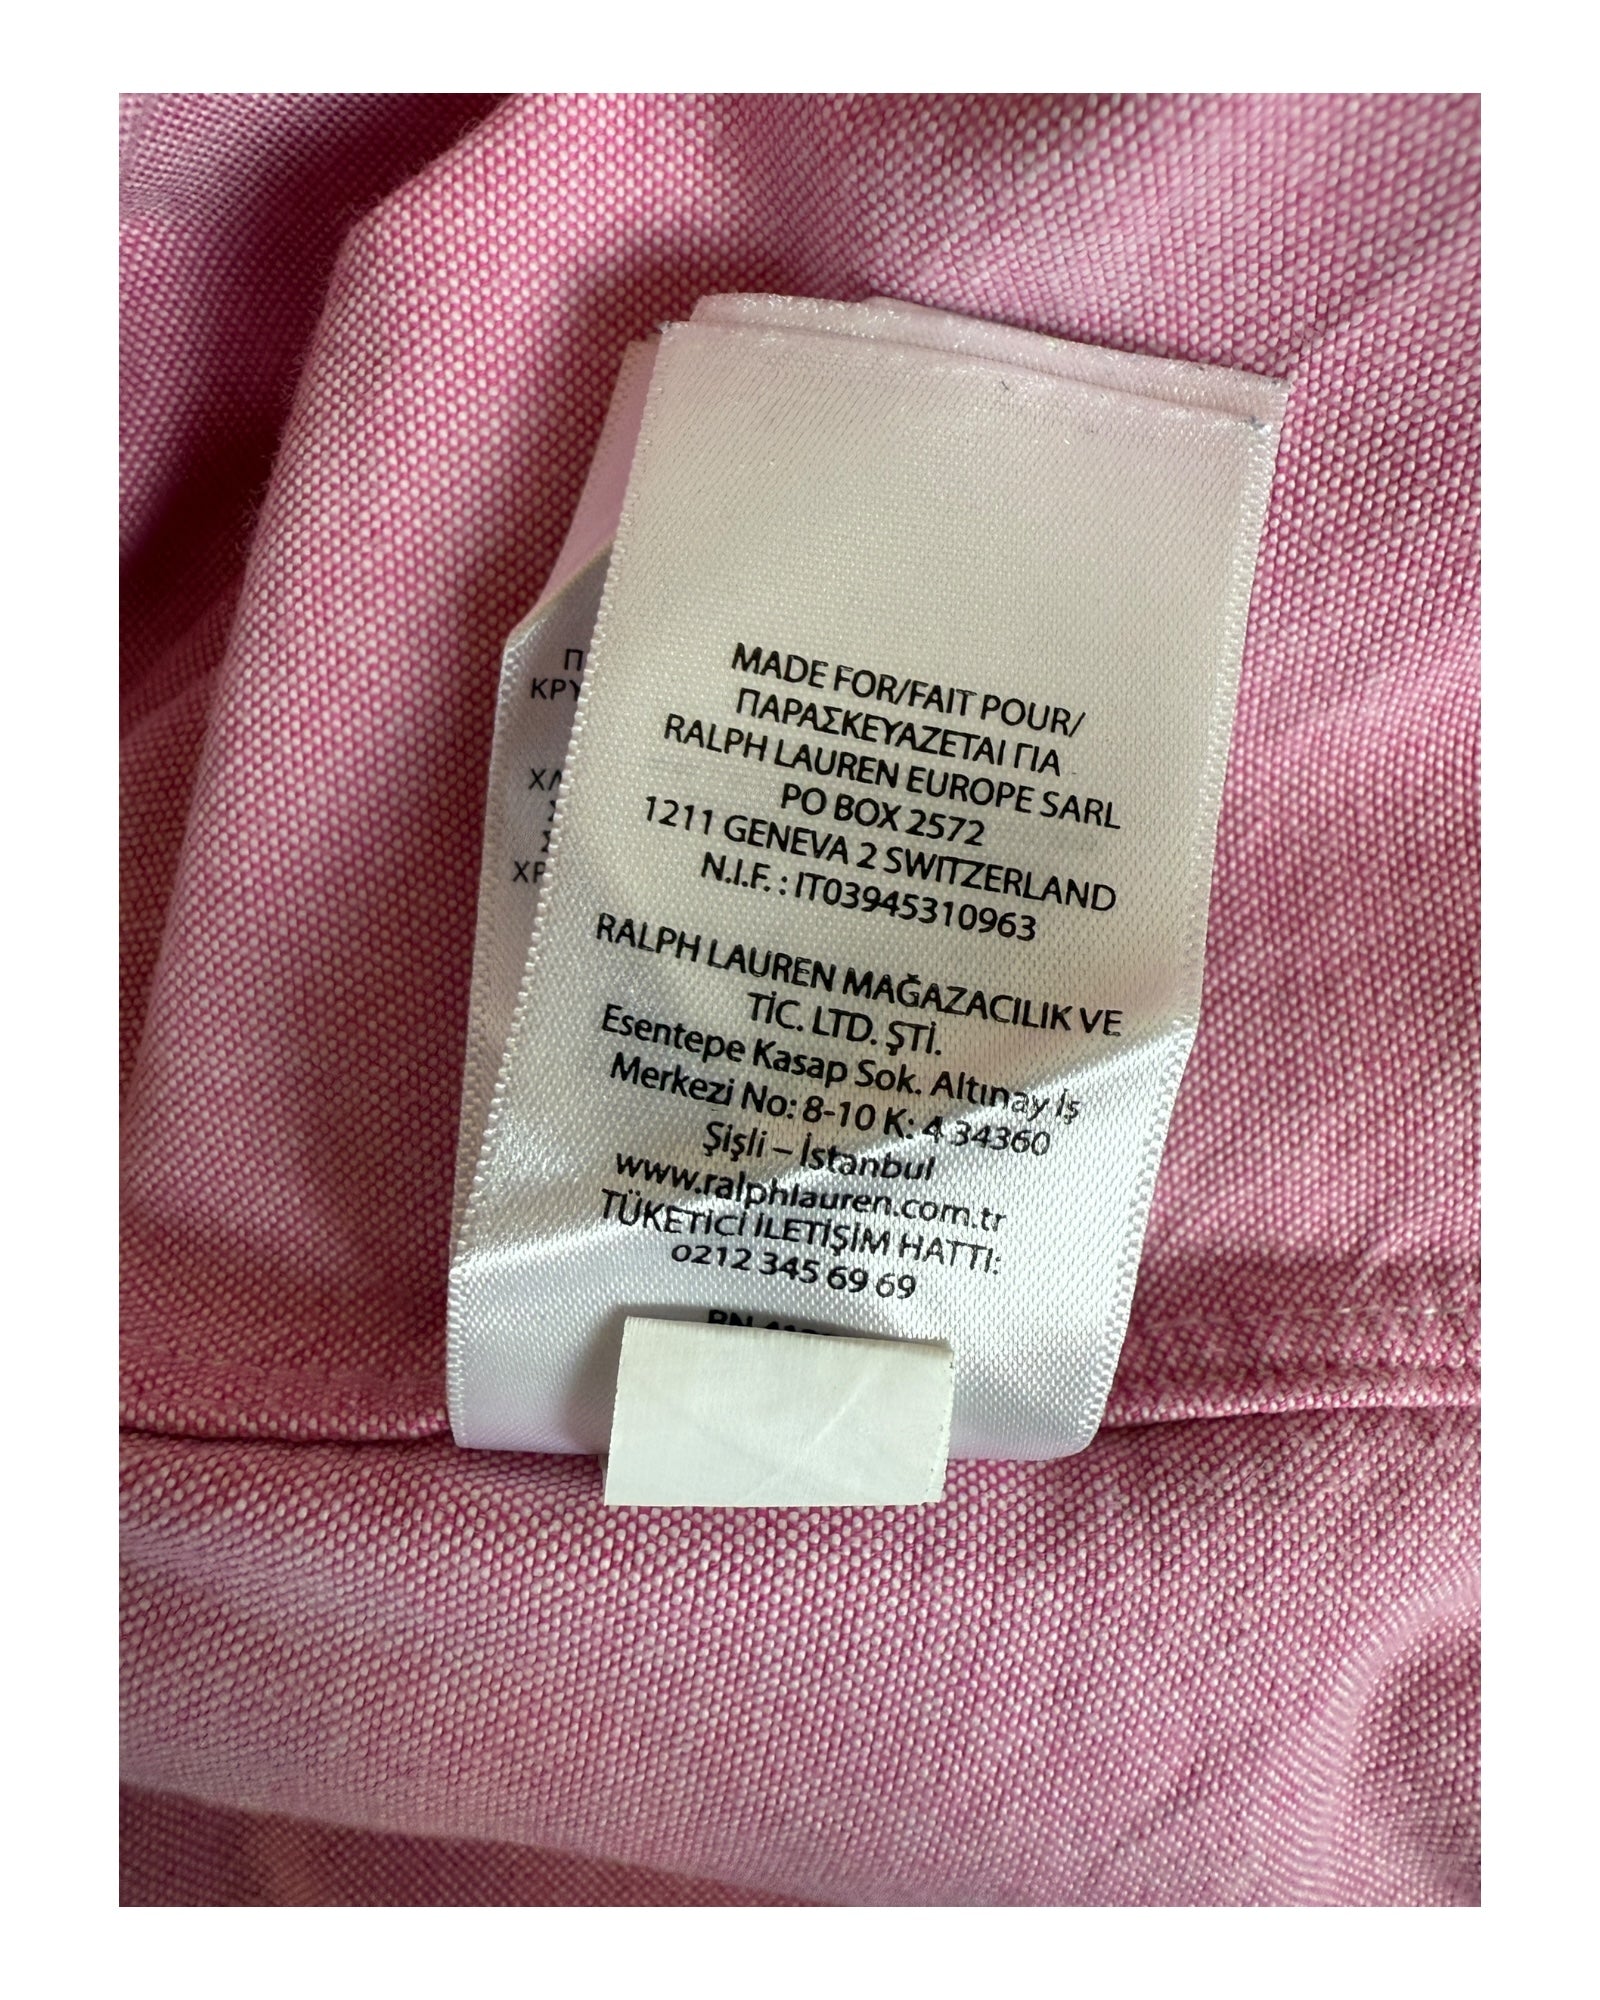 MADE FOR/FAIT POUR/
ΠΑΡΑΣΚΕΥΑΖΕΤΑΙ ΓΙΑ
RALPH LAUREN EUROPE SARL
PO BOX 2572
1211 GENEVA 2 SWITZERLAND
N.I.F. : IT03945310963
RALPH LAUREN MAĞAZACILIK VE
TİC. LTD. ŞTİ.
Esentepe Kasap Sok. Altınay İş
Merkezi No: 8-10 K: 4 34360
Şişli – İstanbul
www.ralphlauren.com.tr
TÜKETİCİ İLETİŞİM HATTI:
0212 345 69 69